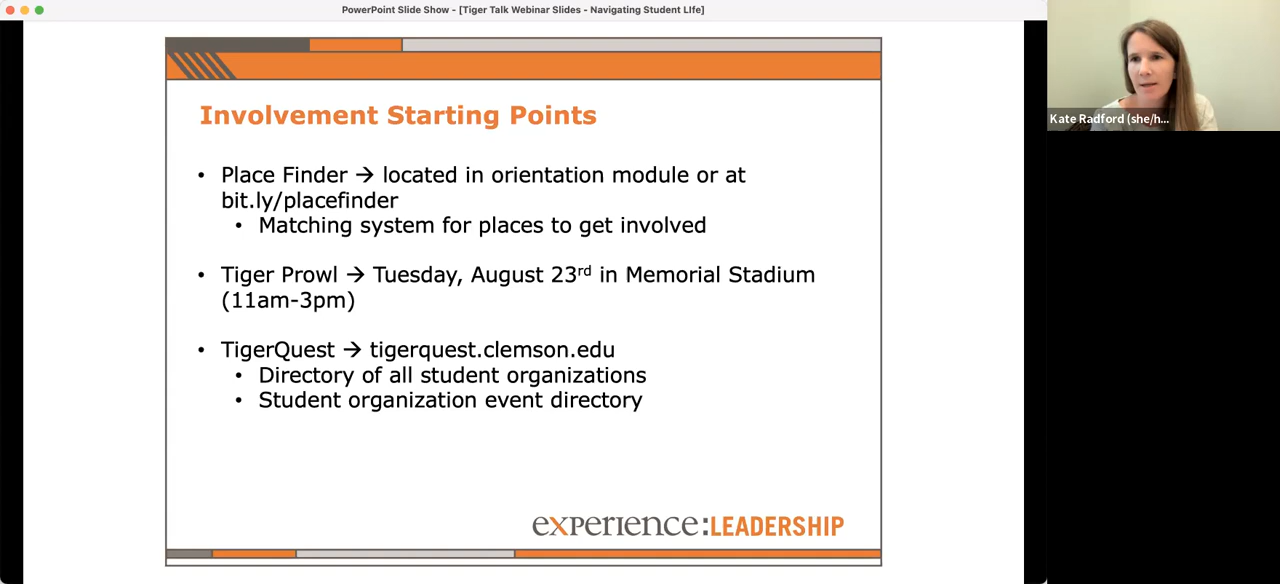 PowerPoint Slide Show - [Tiger Talk Webinar Slides - Navigating Student LIfe]
Involvement Starting Points
• Place Finder → located in orientation module or at
bit.ly/placefinder
• Matching system for places to get involved
• Tiger Prowl → Tuesday, August 23rd in Memorial Stadium
(11am-3pm)
• TigerQuest → tigerquest.clemson.edu
• Directory of all student organizations
• Student organization event directory
experience:LEADERSHIP
Kate Radford (she/h...